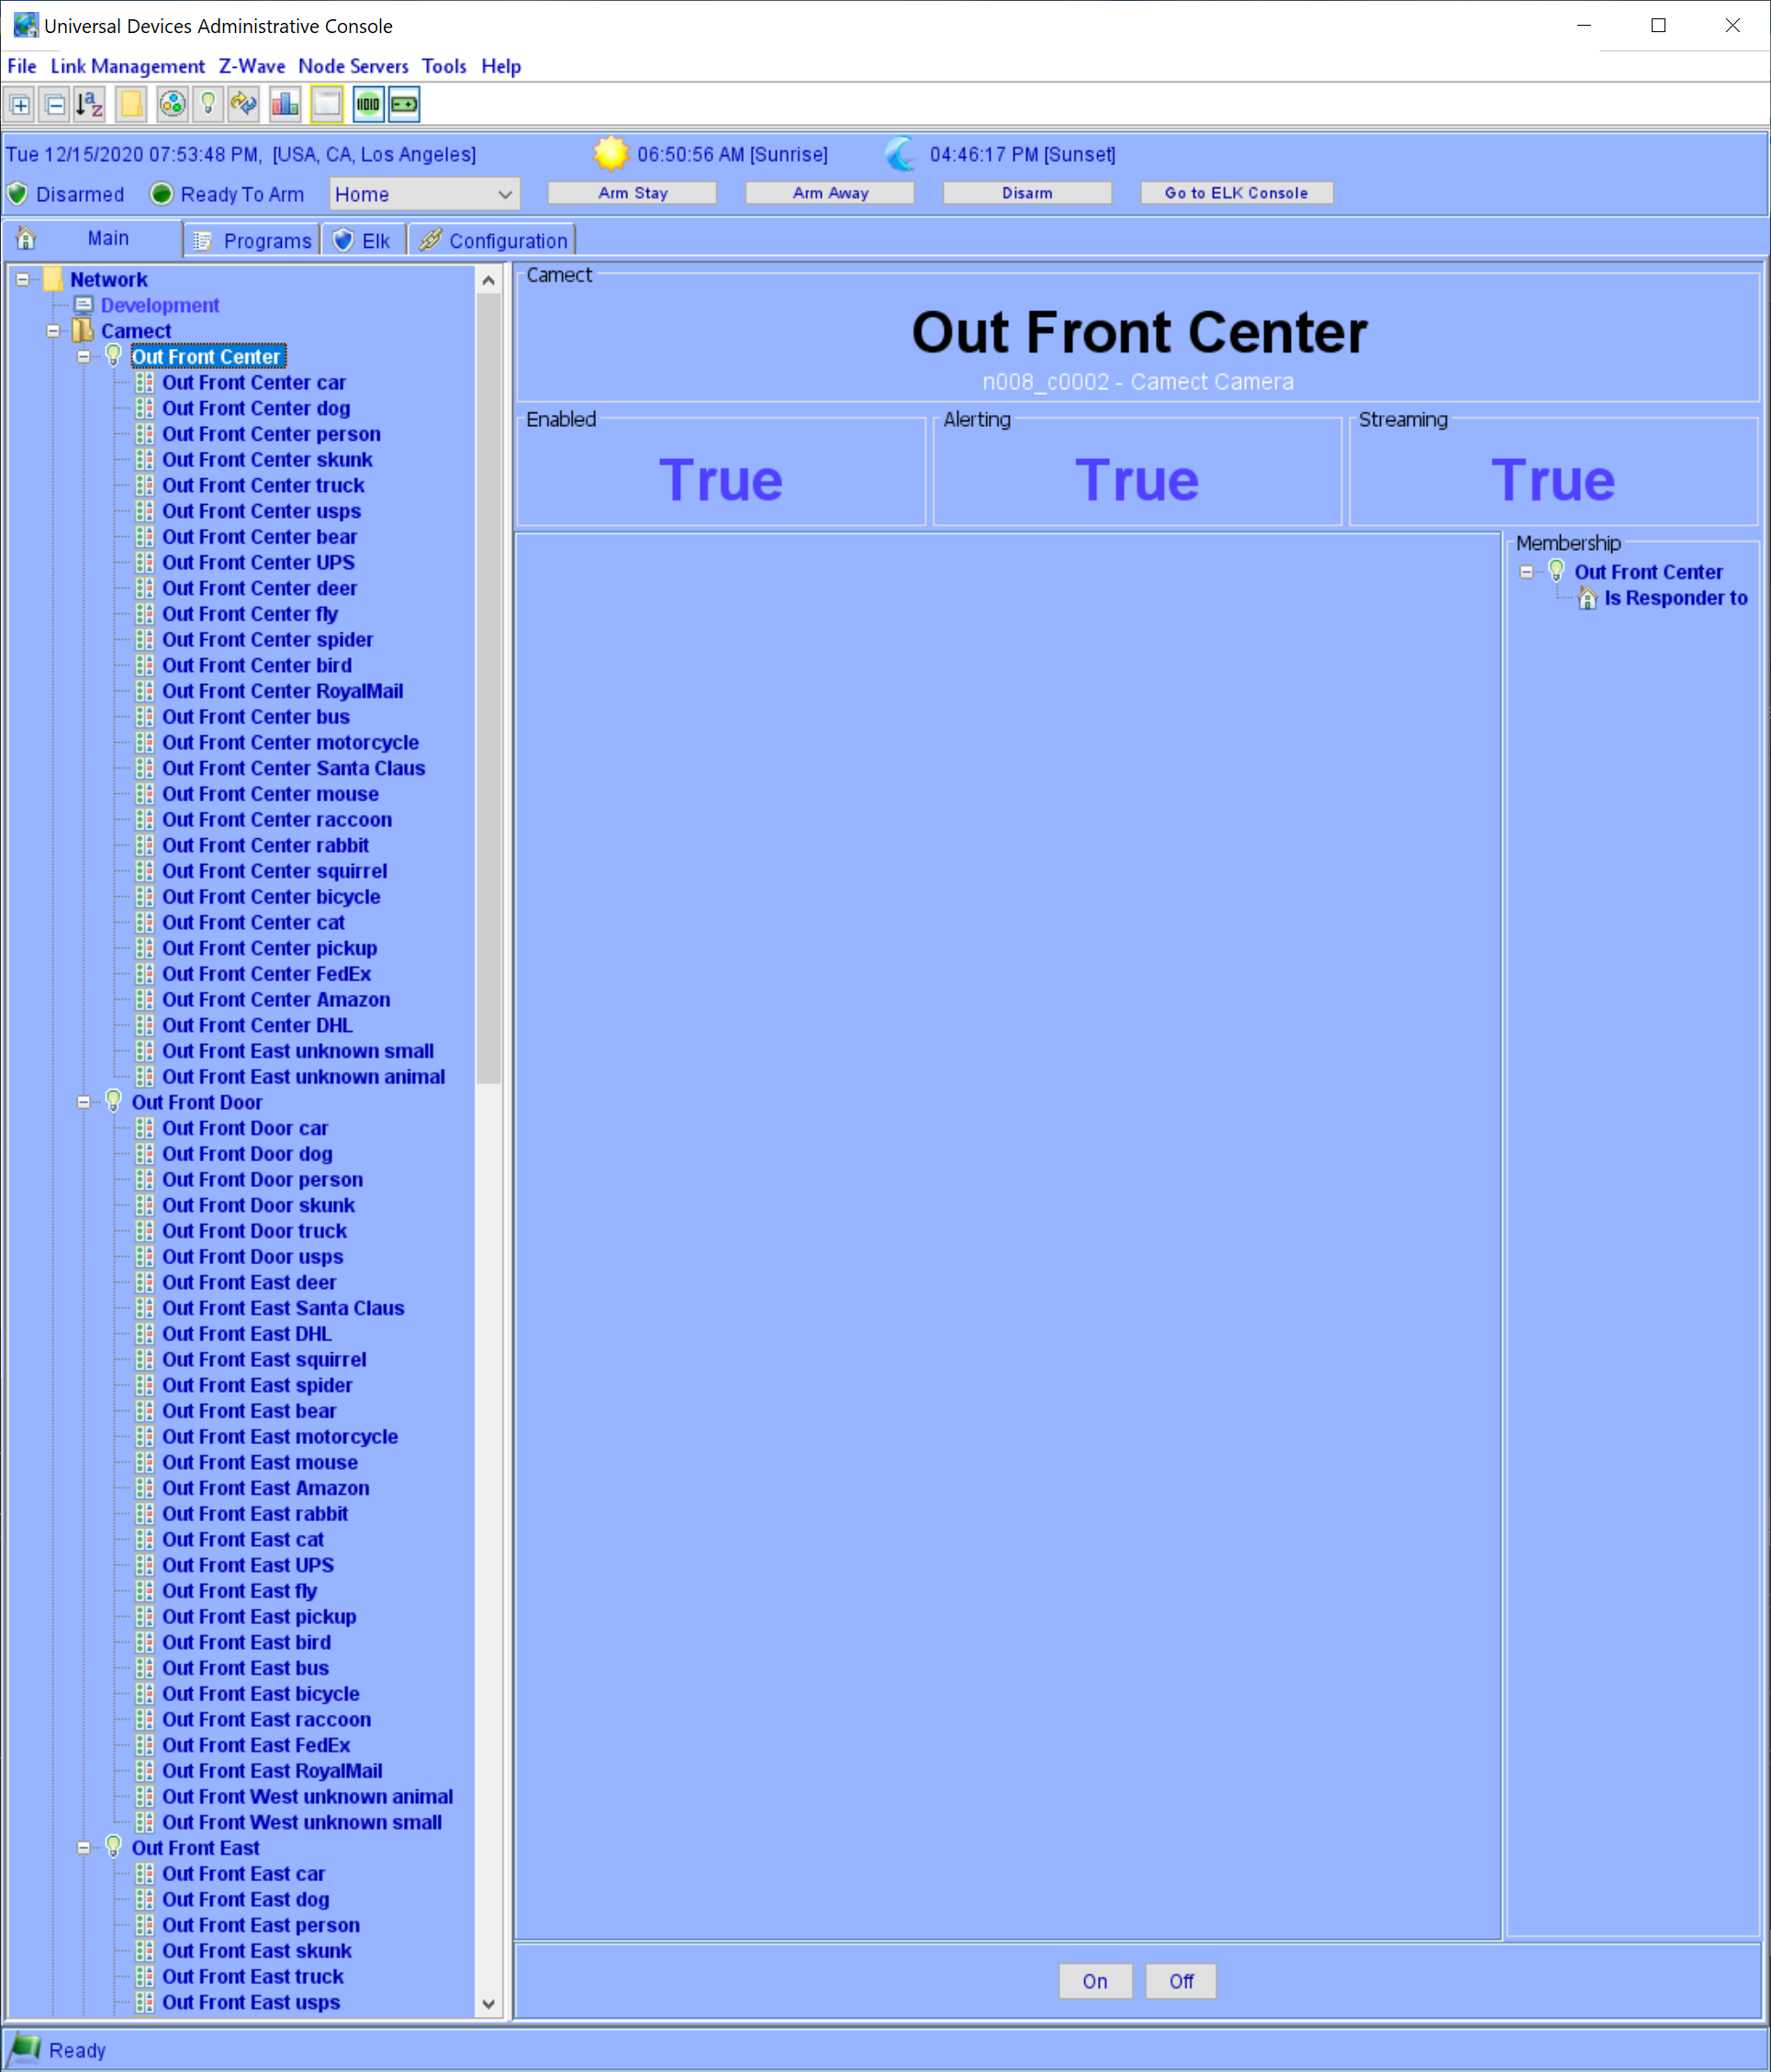 Universal Devices Administrative Console
File Link Management Z-Wave Node Servers Tools Help
Tue 12/15/2020 07:53:48 PM, [USA, CA, Los Angeles] 06:50:56 AM [Sunrise] 04:46:17 PM [Sunset]
Disarmed Ready To Arm Home Arm Stay Arm Away Disarm Go to ELK Console
Main Programs Elk Configuration
Network
Development
Camect
Out Front Center
Out Front Center car
Out Front Center dog
Out Front Center person
Out Front Center skunk
Out Front Center truck
Out Front Center usps
Out Front Center bear
Out Front Center UPS
Out Front Center deer
Out Front Center fly
Out Front Center spider
Out Front Center bird
Out Front Center RoyalMail
Out Front Center bus
Out Front Center motorcycle
Out Front Center Santa Claus
Out Front Center mouse
Out Front Center raccoon
Out Front Center rabbit
Out Front Center squirrel
Out Front Center bicycle
Out Front Center cat
Out Front Center pickup
Out Front Center FedEx
Out Front Center Amazon
Out Front Center DHL
Out Front East unknown small
Out Front East unknown animal
Out Front Door
Out Front Door car
Out Front Door dog
Out Front Door person
Out Front Door skunk
Out Front Door truck
Out Front Door usps
Out Front East deer
Out Front East Santa Claus
Out Front East DHL
Out Front East squirrel
Out Front East spider
Out Front East bear
Out Front East motorcycle
Out Front East mouse
Out Front East Amazon
Out Front East rabbit
Out Front East cat
Out Front East UPS
Out Front East fly
Out Front East pickup
Out Front East bird
Out Front East bus
Out Front East bicycle
Out Front East raccoon
Out Front East FedEx
Out Front East RoyalMail
Out Front West unknown animal
Out Front West unknown small
Out Front East
Out Front East car
Out Front East dog
Out Front East person
Out Front East skunk
Out Front East truck
Out Front East usps
Camect
Out Front Center
n008_c0002 - Camect Camera
Enabled Alerting Streaming
True True True
Membership
Out Front Center
Is Responder to
On Off
Ready